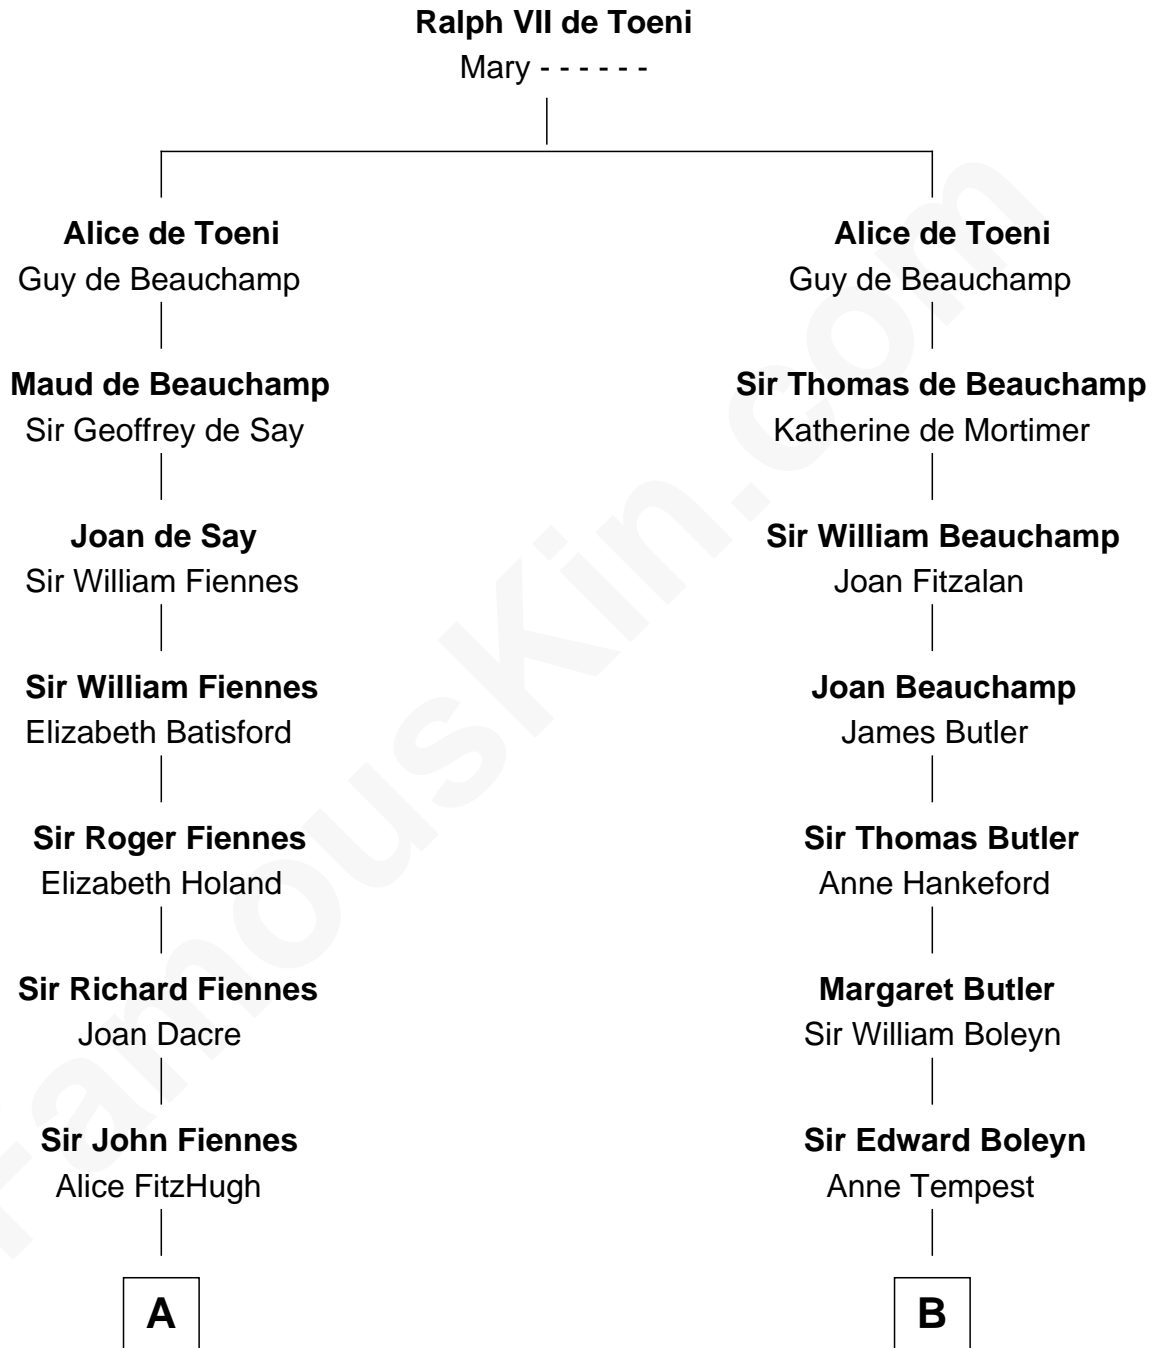 Ralph VII de Toeni
Mary - - - - - -
Alice de Toeni
Guy de Beauchamp
Maud de Beauchamp
Sir Geoffrey de Say
Joan de Say
Sir William Fiennes
Sir William Fiennes
Elizabeth Batisford
Sir Roger Fiennes
Elizabeth Holand
Sir Richard Fiennes
Joan Dacre
Sir John Fiennes
Alice FitzHugh
A
Alice de Toeni
Guy de Beauchamp
Sir Thomas de Beauchamp
Katherine de Mortimer
Sir William Beauchamp
Joan Fitzalan
Joan Beauchamp
James Butler
Sir Thomas Butler
Anne Hankeford
Margaret Butler
Sir William Boleyn
Sir Edward Boleyn
Anne Tempest
B
FamousKin.com